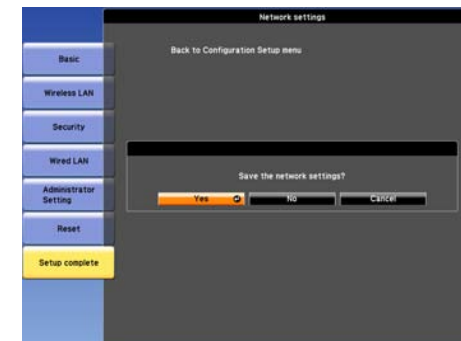 Network settings
Back to Configuration Setup menu
Basic
Wireless LAN
Security
Wired LAN
Administrator
Setting
Reset
Setup complete
Save the network settings?
Yes No Cancel